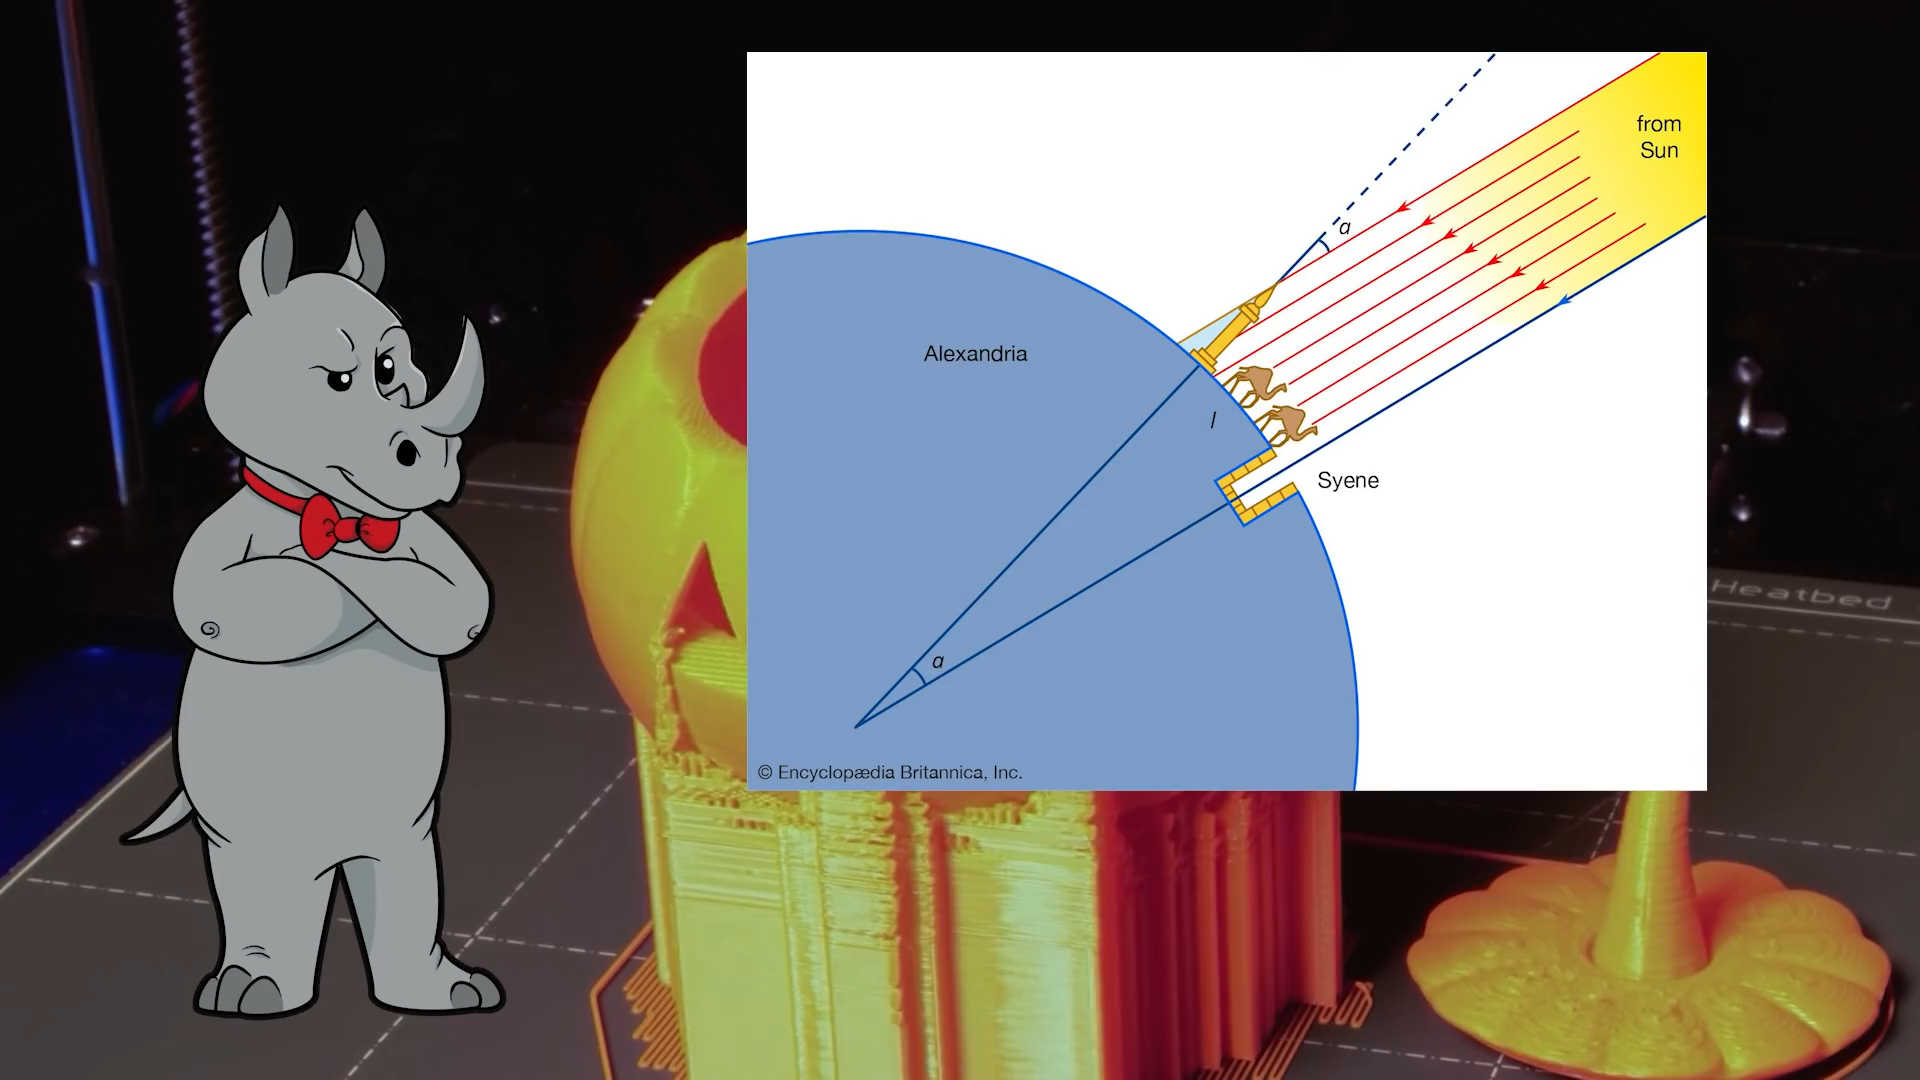 from
Sun
α
Alexandria
l
Syene
α
© Encyclopædia Britannica, Inc.
Heatbed